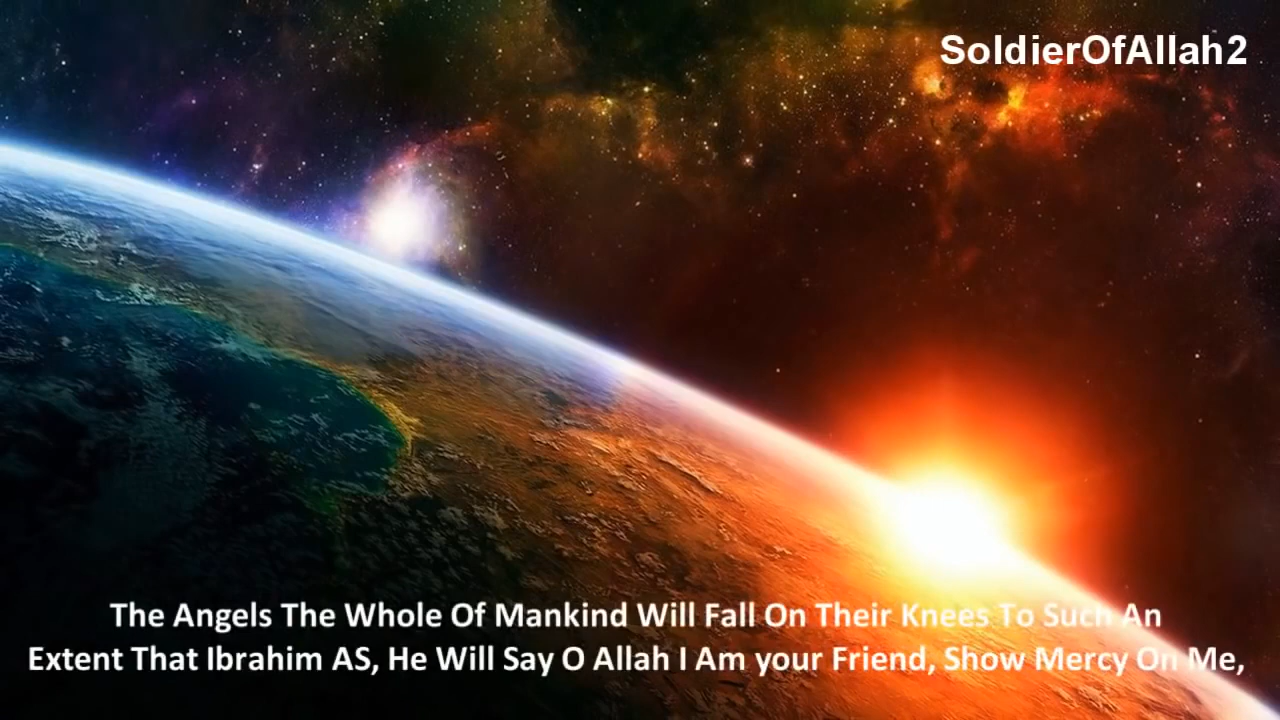 SoldierOfAllah2
The Angels The Whole Of Mankind Will Fall On Their Knees To Such An
Extent That Ibrahim AS, He Will Say O Allah I Am your Friend, Show Mercy On Me,